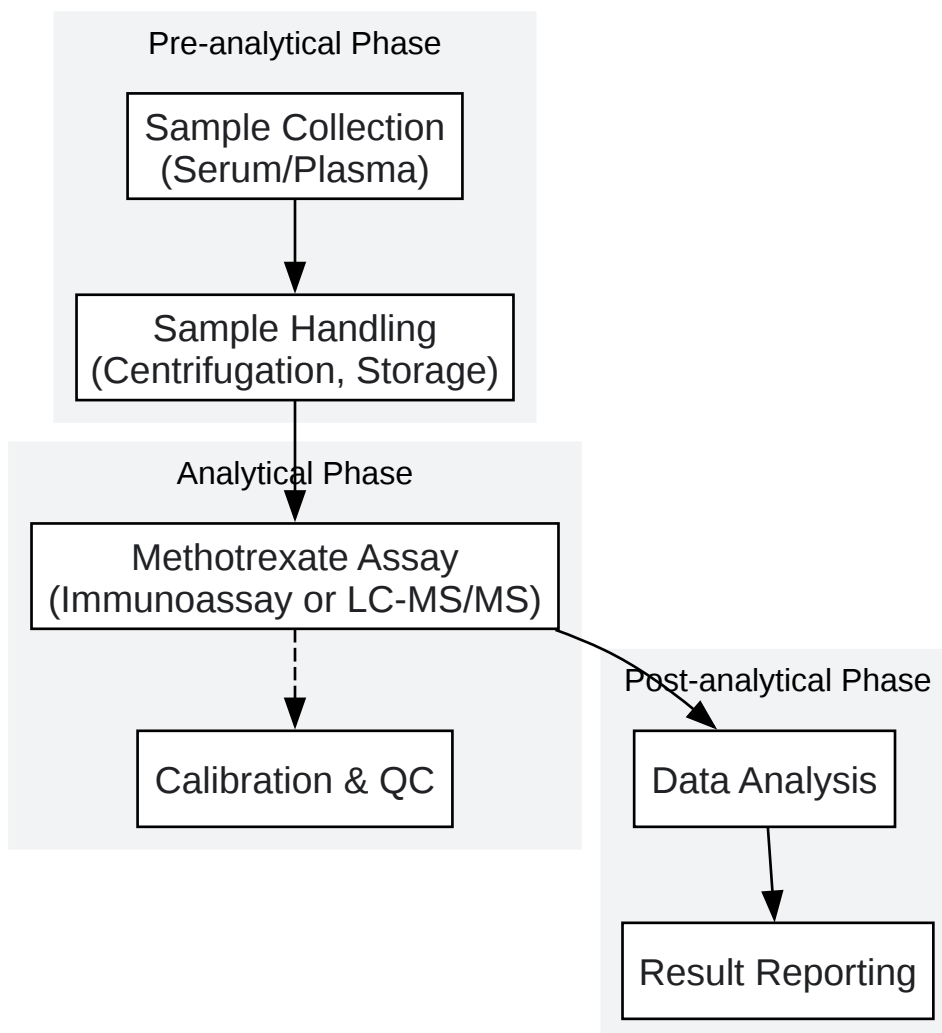 Pre-analytical Phase
Sample Collection
(Serum/Plasma)
Sample Handling
(Centrifugation, Storage)
Analytical Phase
Methotrexate Assay
(Immunoassay or LC-MS/MS)
Calibration & QC
Post-analytical Phase
Data Analysis
Result Reporting